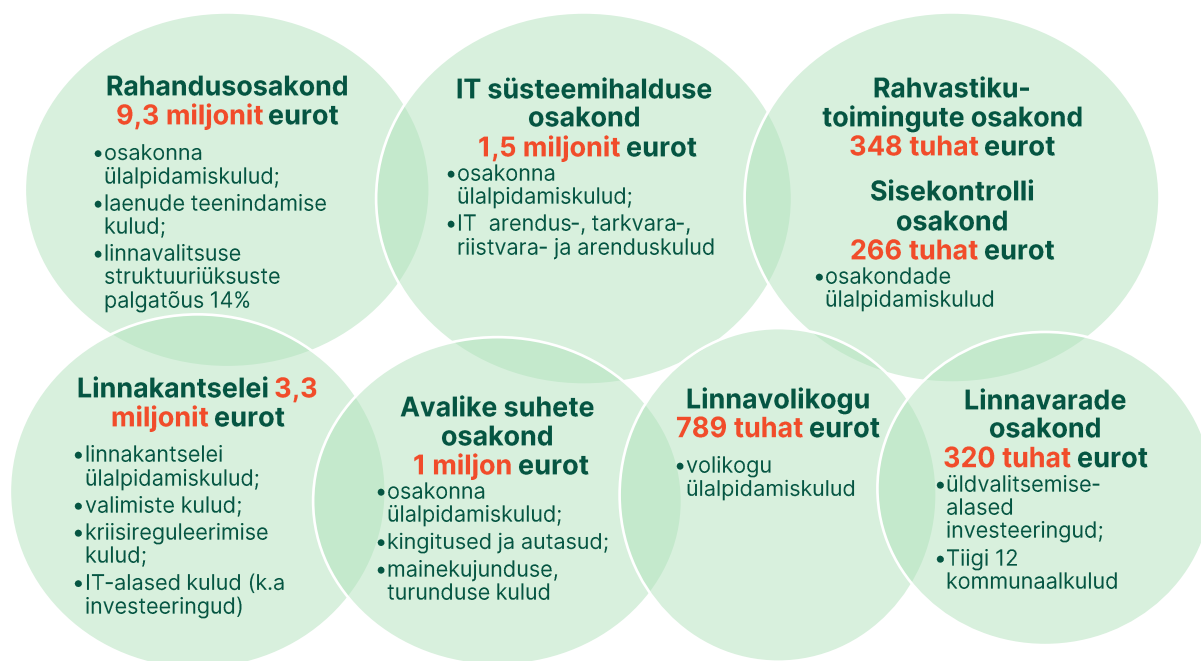 Rahandusosakond
9,3 miljonit eurot
•osakonna
ülalpidamiskulud;
•laenude teenindamise
kulud;
•linnavalitsuse
struktuuriüksuste
palgatõus 14%
IT süsteemihalduse
osakond
1,5 miljonit eurot
•osakonna
ülalpidamiskulud;
•IT arendus-, tarkvara-,
riistvara- ja arenduskulud
Rahvastiku-
toimingute osakond
348 tuhat eurot
Sisekontrolli
osakond
266 tuhat eurot
•osakondade
ülalpidamiskulud
Linnakantselei 3,3
miljonit eurot
•linnakantselei
ülalpidamiskulud;
•valimiste kulud;
•kriisireguleerimise
kulud;
•IT-alased kulud (k.a
investeeringud)
Avalike suhete
osakond
1 miljon eurot
•osakonna
ülalpidamiskulud;
•kingitused ja autasud;
•mainekujunduse,
turunduse kulud
Linnavolikogu
789 tuhat eurot
•volikogu
ülalpidamiskulud
Linnavarade
osakond
320 tuhat eurot
•üldvalitsemise-
alased
investeeringud;
•Tiigi 12
kommunaalkulud